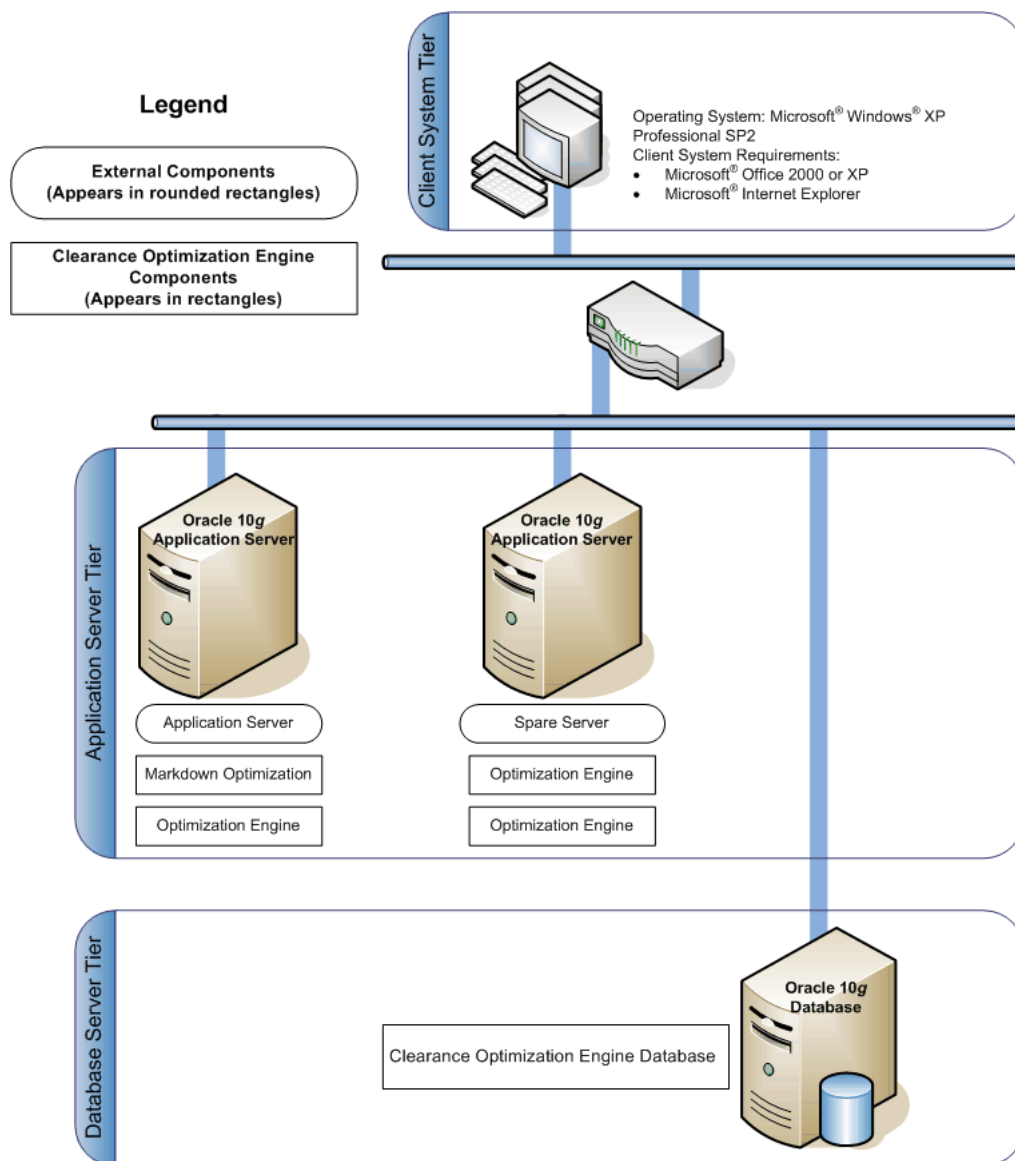 Client System Tier
Operating System: Microsoft® Windows® XP
Professional SP2
Client System Requirements:
• Microsoft® Office 2000 or XP
• Microsoft® Internet Explorer
Legend
External Components
(Appears in rounded rectangles)
Clearance Optimization Engine
Components
(Appears in rectangles)
Application Server Tier
Oracle 10g
Application Server
Oracle 10g
Application Server
Application Server
Spare Server
Markdown Optimization
Optimization Engine
Optimization Engine
Optimization Engine
Database Server Tier
Oracle 10g
Database
Clearance Optimization Engine Database